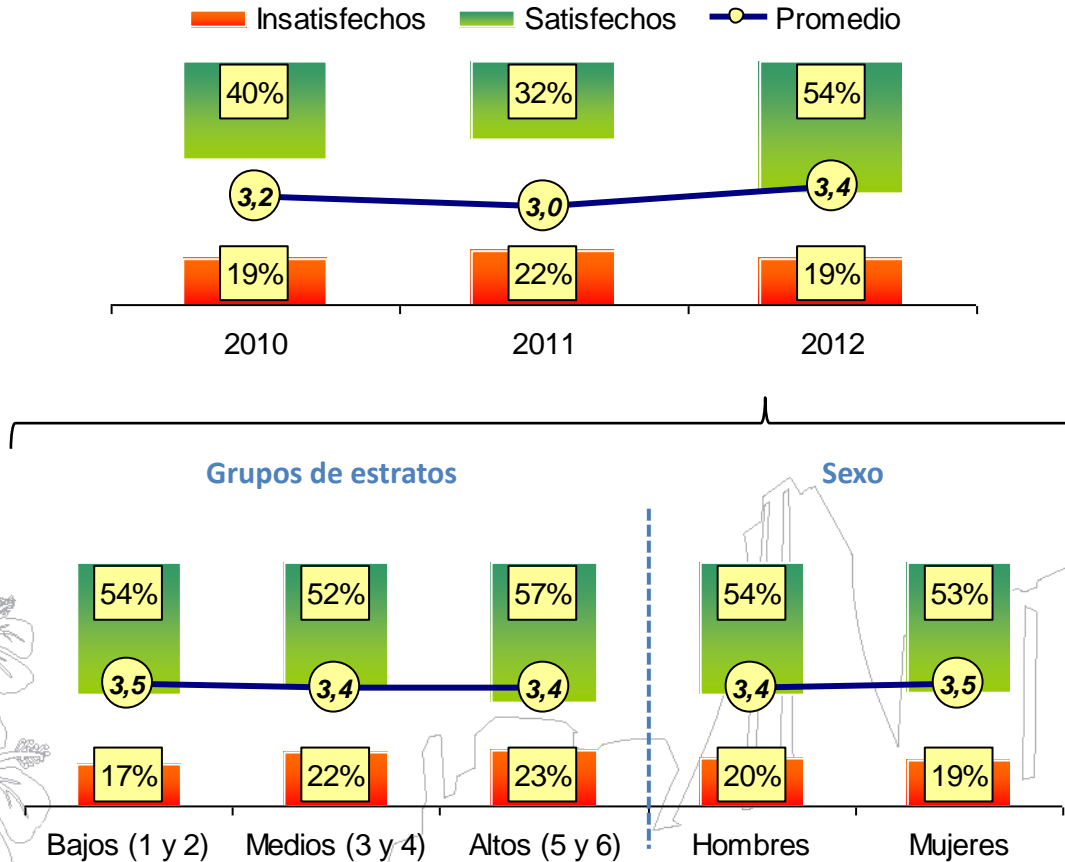 Insatisfechos Satisfechos Promedio
40% 32% 54%
3,2 3,0 3,4
19% 22% 19%
2010 2011 2012
Grupos de estratos Sexo
54% 52% 57% 54% 53%
3,5 3,4 3,4 3,4 3,5
17% 22% 23% 20% 19%
Bajos (1 y 2) Medios (3 y 4) Altos (5 y 6) Hombres Mujeres